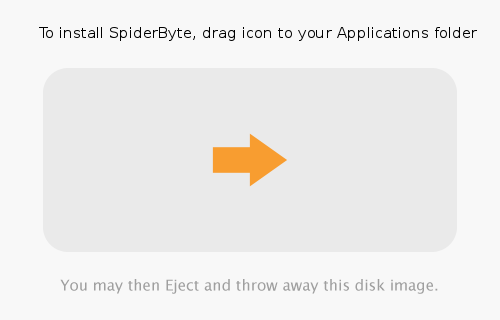 To install SpiderByte, drag icon to your Applications folder
You may then Eject and throw away this disk image.